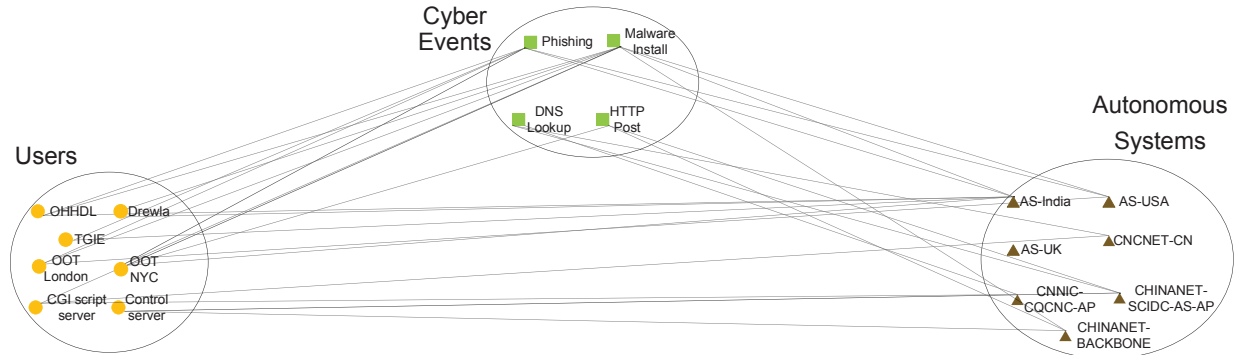 Cyber
Events
Phishing
Malware
Install
DNS
Lookup
HTTP
Post
Users
OHHDL
Drewla
TGIE
OOT
London
OOT
NYC
CGI script
server
Control
server
Autonomous
Systems
AS-India
AS-USA
AS-UK
CNCNET-CN
CNNIC-
CQCNC-AP
CHINANET-
SCIDC-AS-AP
CHINANET-
BACKBONE